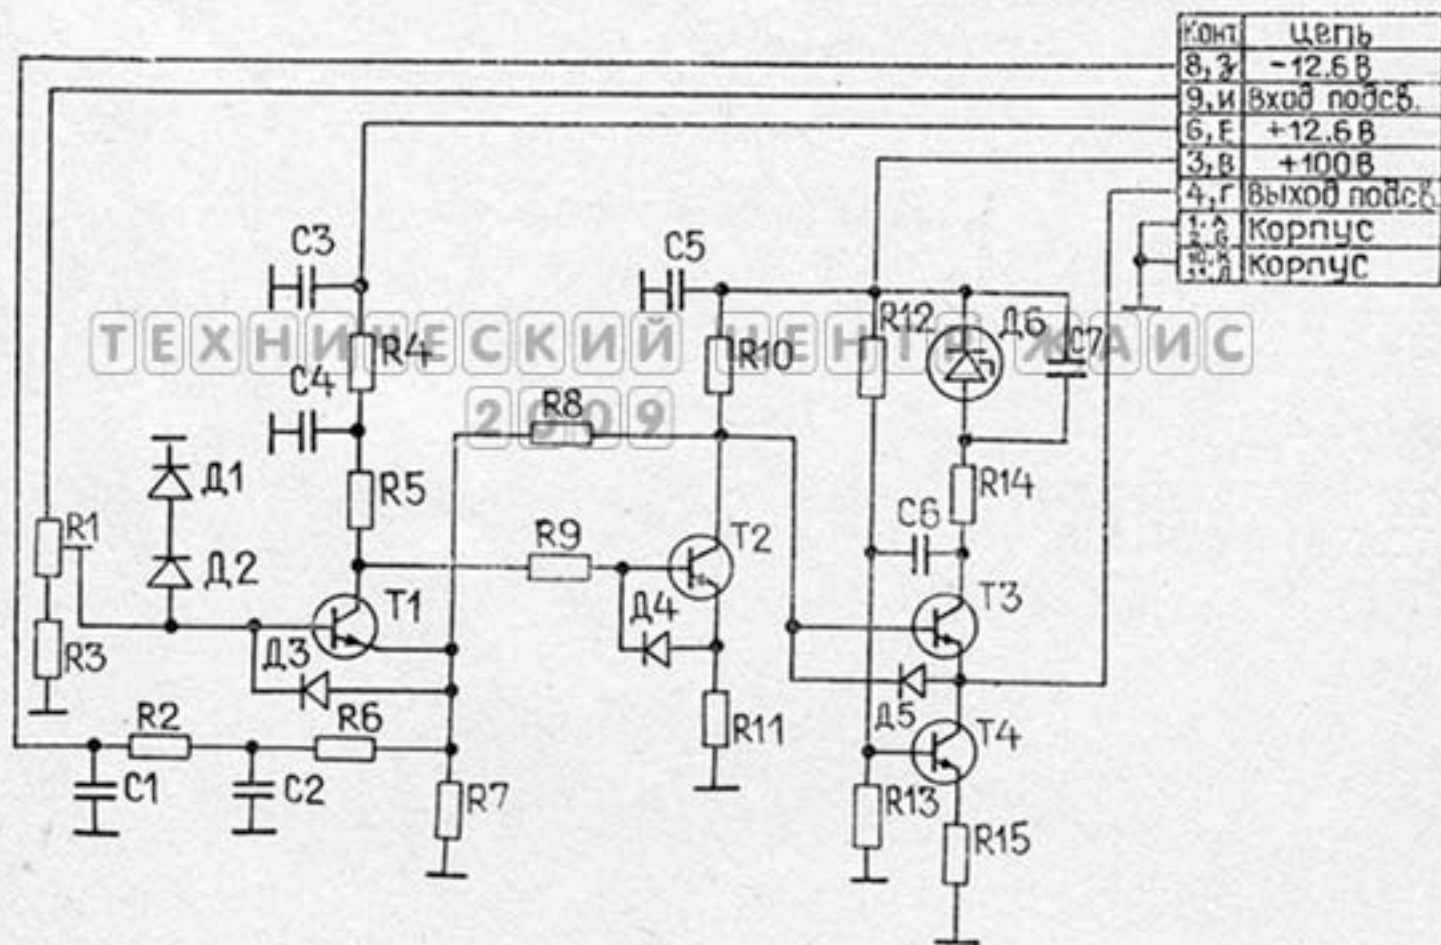 Конт Цепь
8,З -12.6 В
9,И Вход подсв.
6,Е +12.6 В
3,В +100 В
4,Г Выход подсв.
Корпус
Корпус
C3
C5
R12
Д6
C7
R4
R10
ТЕХНИЧЕСКИЙ ЦЕНТР ЖАИС
C4
R8
2009
Д1
R5
R14
C6
R1
R9
T2
Д2
Д4
T3
T1
R3
Д3
R2
R6
R11
Д5
T4
C1
C2
R7
R13
R15